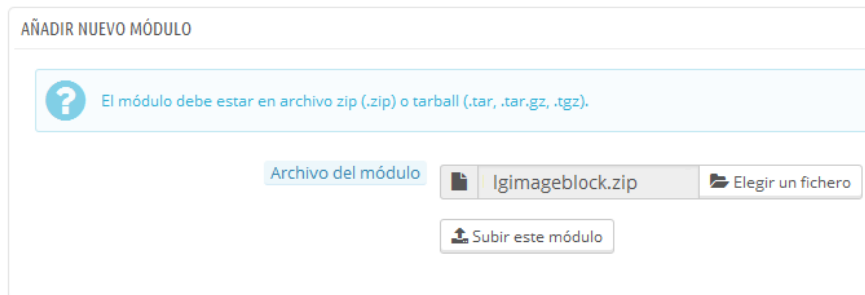 AÑADIR NUEVO MÓDULO
El módulo debe estar en archivo zip (.zip) o tarball (.tar, .tar.gz, .tgz).
Archivo del módulo lgimageblock.zip Elegir un fichero
Subir este módulo